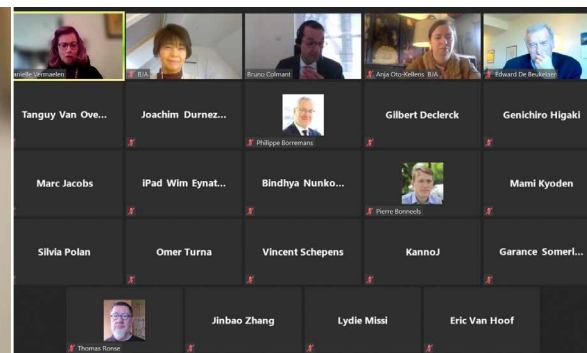 anielle Vermaelen
BJA
Bruno Colmant
Anja Oto-Kellens BJA
Edward De Beukelaer
Tanguy Van Ove...
Joachim Durnez...
Philippe Borremans
Gilbert Declerck
Genichiro Higaki
Marc Jacobs
iPad Wim Eynat...
Bindhya Nunko...
Pierre Bonneels
Mami Kyoden
Silvia Polan
Omer Turna
Vincent Schepens
KannoJ
Garance Somerl...
Thomas Ronse
Jinbao Zhang
Lydie Missi
Eric Van Hoof